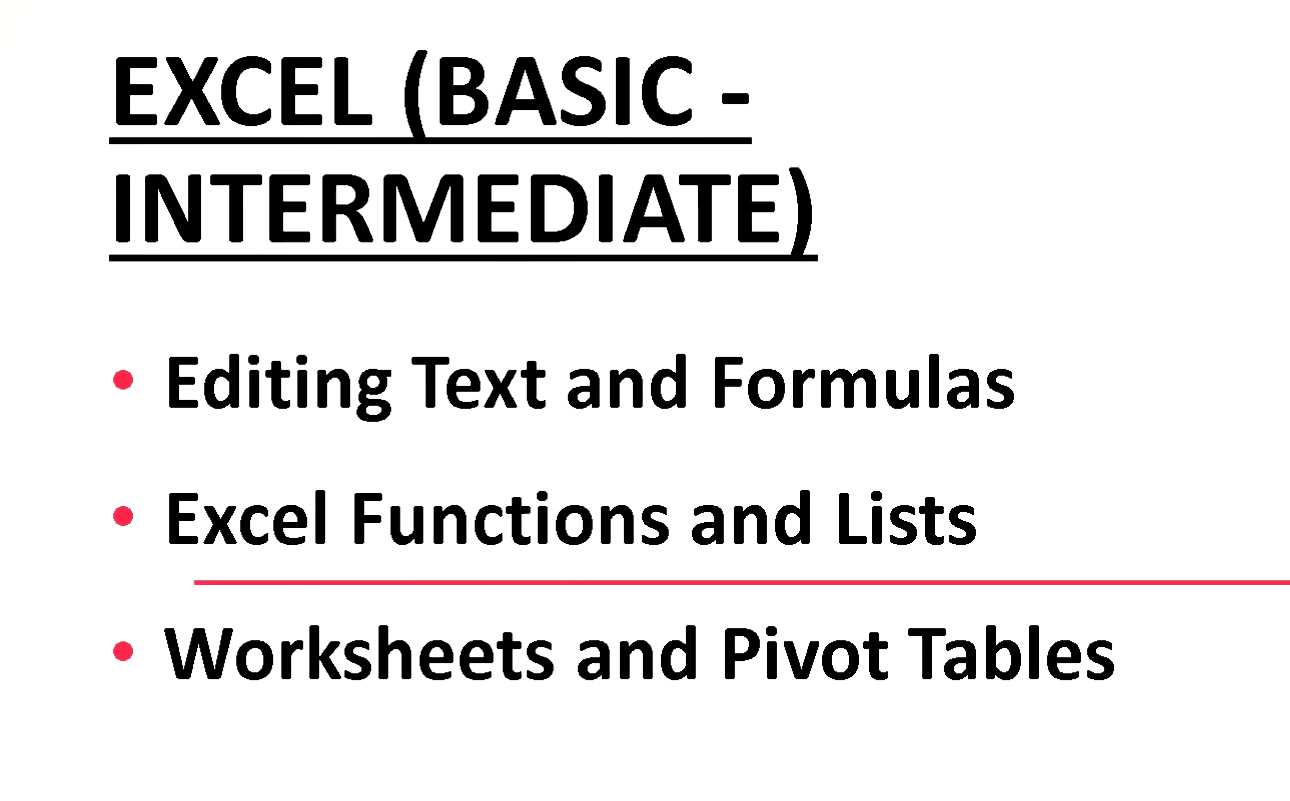 EXCEL (BASIC -
INTERMEDIATE)
• Editing Text and Formulas
• Excel Functions and Lists
• Worksheets and Pivot Tables